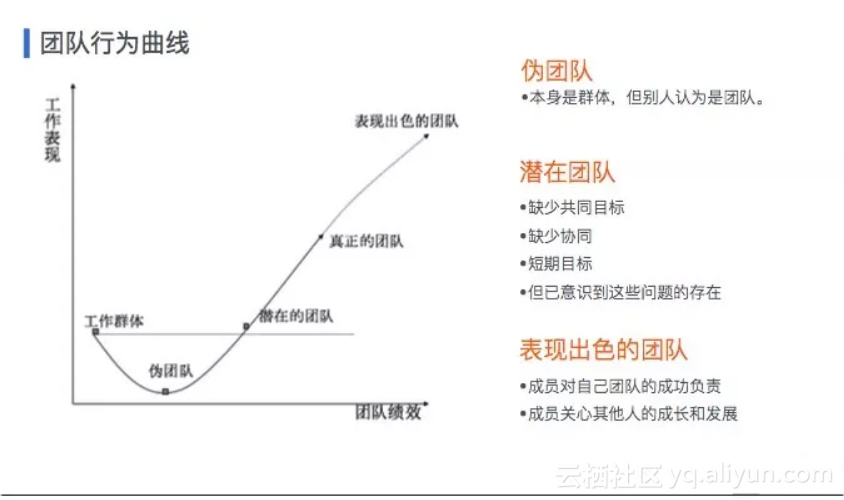 团队行为曲线
工作表现
表现出色的团队
真正的团队
潜在的团队
工作群体
伪团队
团队绩效
伪团队
•本身是群体，但别人认为是团队。
潜在团队
•缺少共同目标
•缺少协同
•短期目标
•但已意识到这些问题的存在
表现出色的团队
•成员对自己团队的成功负责
•成员关心其他人的成长和发展
云栖社区 yq.aliyun.com